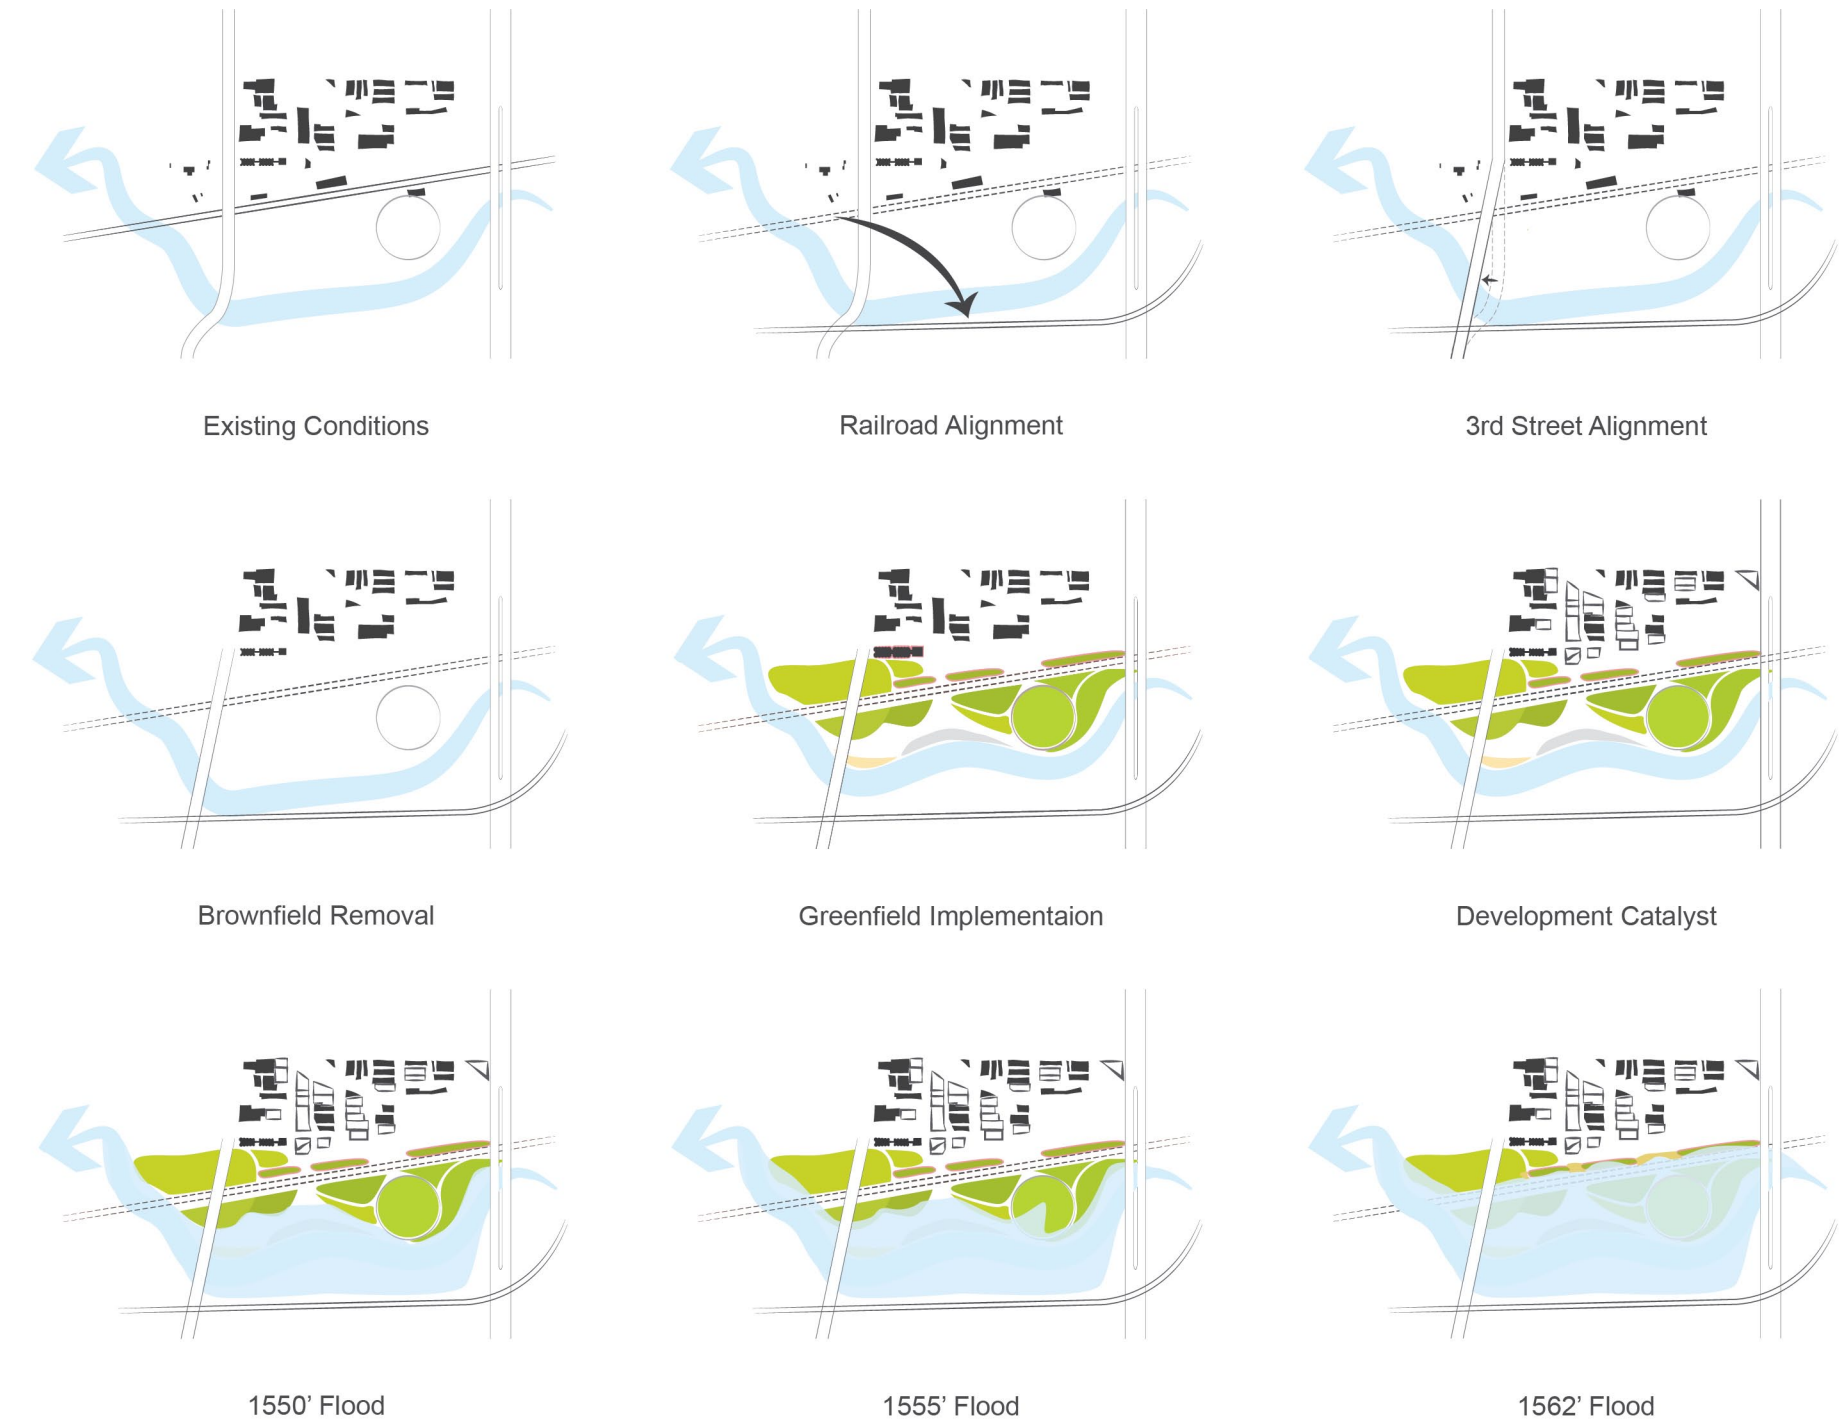 Existing Conditions
Railroad Alignment
3rd Street Alignment
Brownfield Removal
Greenfield Implementaion
Development Catalyst
1550’ Flood
1555’ Flood
1562’ Flood